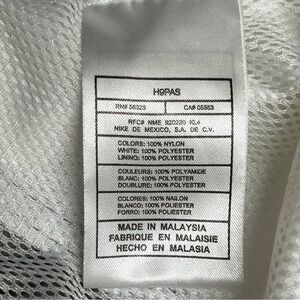 H9PAS
RN# 56323 CA# 05553
RFC# NME 920220
NIKE DE MEXICO, S.A. DE C.V.
COLORS: 100% NYLON
WHITE: 100% POLYESTER
LINING: 100% POLYESTER
COULEURS: 100% POLYAMIDE
BLANC: 100% POLYESTER
DOUBLURE: 100% POLYESTER
COLORES: 100% NAILON
BLANCO: 100% POLIESTER
FORRO: 100% POLIESTER
MADE IN MALAYSIA
FABRIQUE EN MALAISIE
HECHO EN MALASIA